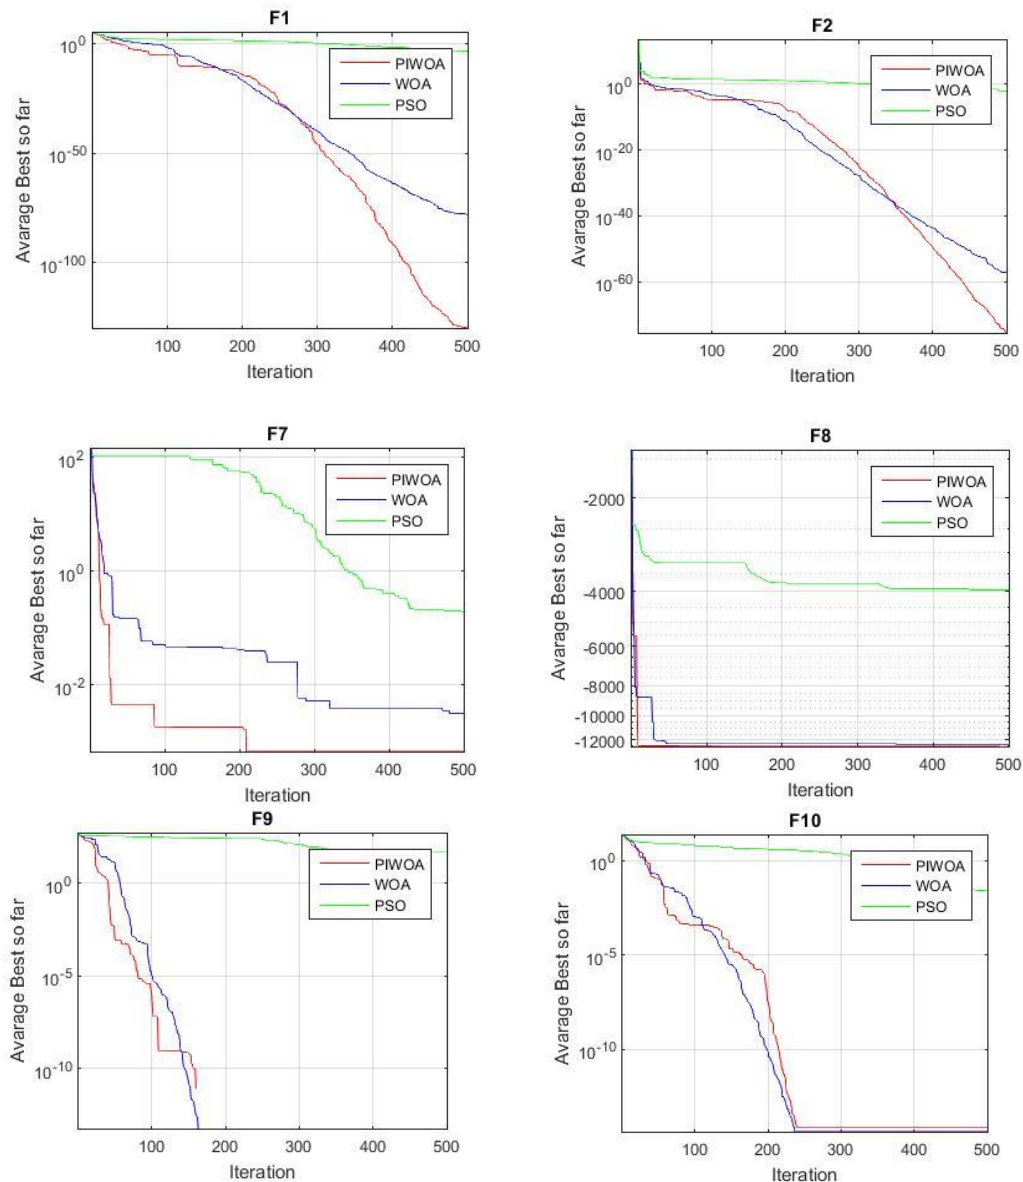 F1
Avarage Best so far
10^0
10^-50
10^-100
100 200 300 400 500
Iteration
PIWOA
WOA
PSO
F2
Avarage Best so far
10^0
10^-20
10^-40
10^-60
100 200 300 400 500
Iteration
PIWOA
WOA
PSO
F7
Avarage Best so far
10^2
10^0
10^-2
100 200 300 400 500
Iteration
PIWOA
WOA
PSO
F8
Avarage Best so far
-2000
-4000
-6000
-8000
-10000
-12000
100 200 300 400 500
Iteration
PIWOA
WOA
PSO
F9
Avarage Best so far
10^0
10^-5
10^-10
100 200 300 400 500
Iteration
PIWOA
WOA
PSO
F10
Avarage Best so far
10^0
10^-5
10^-10
100 200 300 400 500
Iteration
PIWOA
WOA
PSO